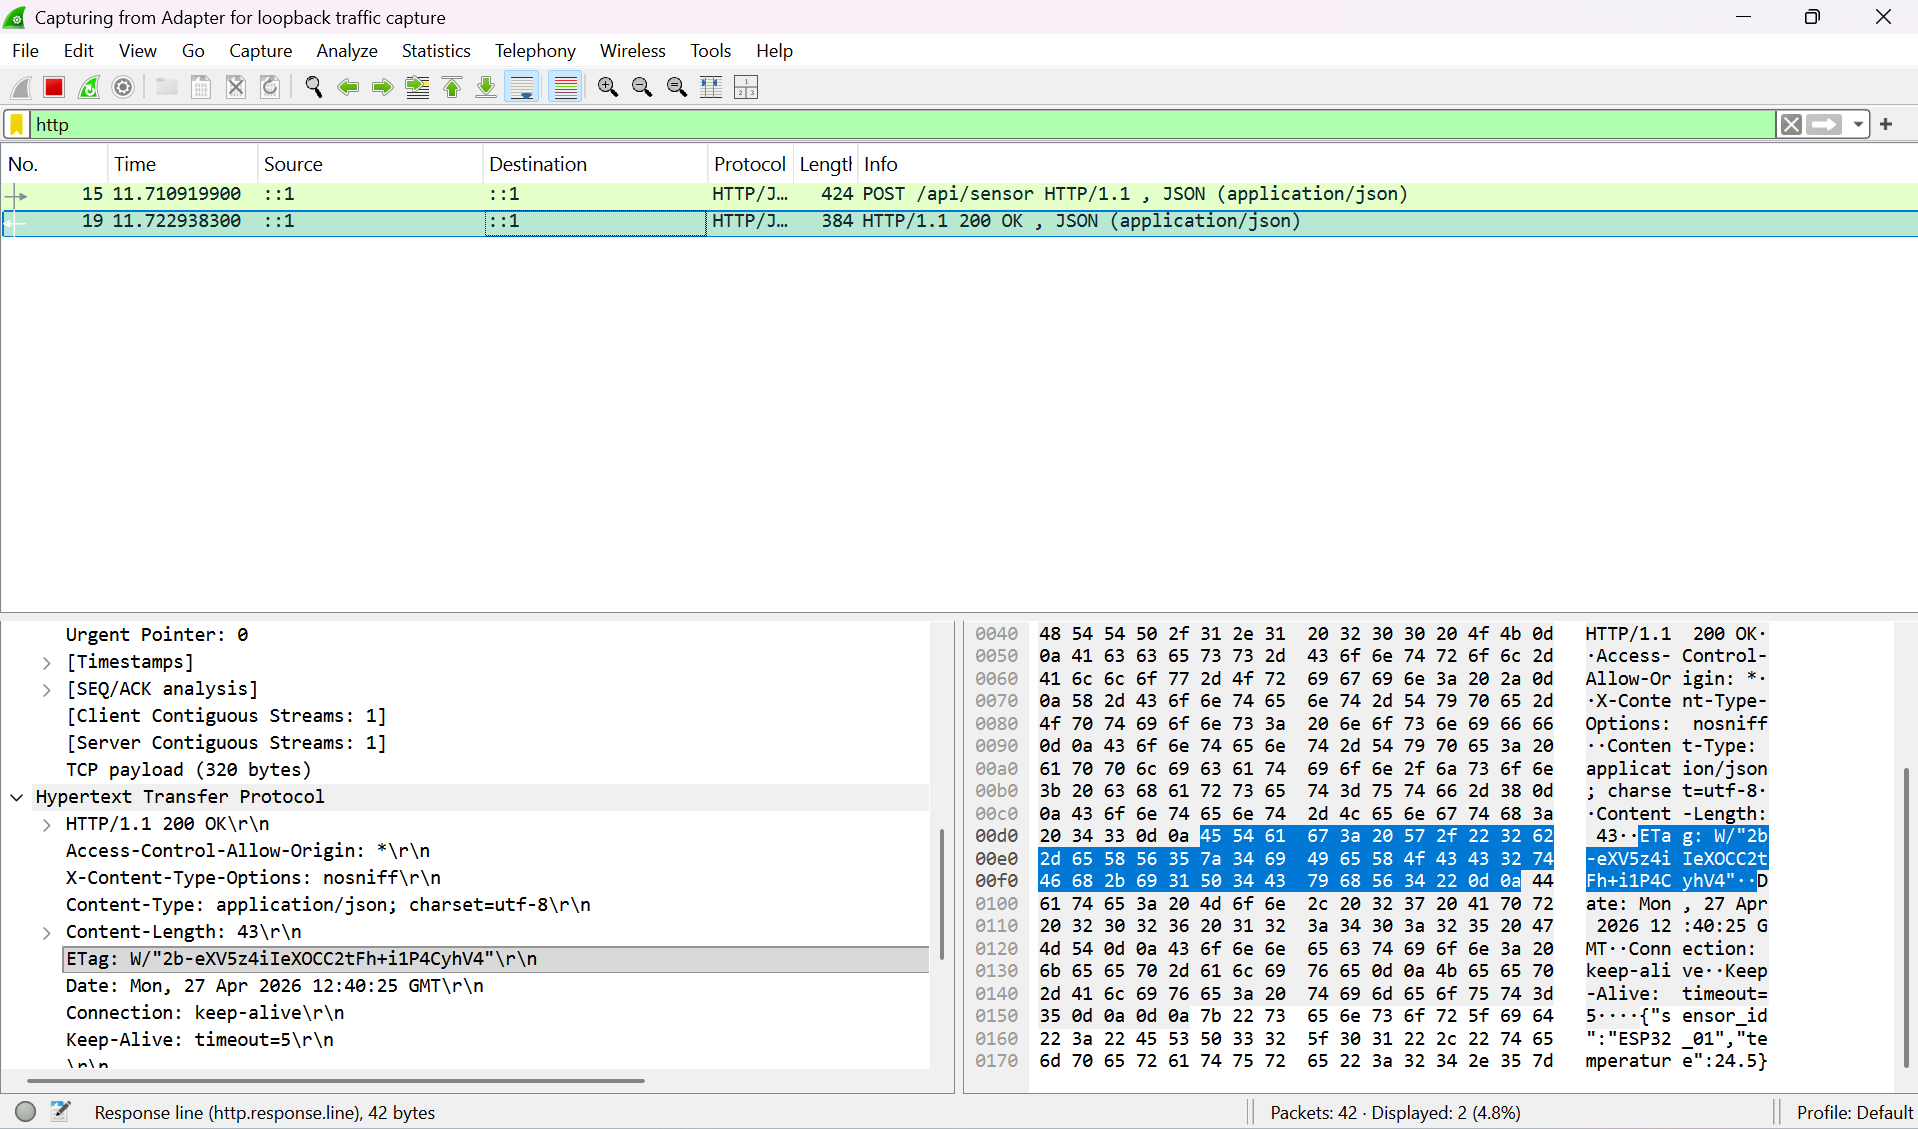 Capturing from Adapter for loopback traffic capture
File Edit View Go Capture Analyze Statistics Telephony Wireless Tools Help
http
No. Time Source Destination Protocol Length Info
15 11.710919900 ::1 ::1 HTTP/J… 424 POST /api/sensor HTTP/1.1 , JSON (application/json)
19 11.722938300 ::1 ::1 HTTP/J… 384 HTTP/1.1 200 OK , JSON (application/json)
Urgent Pointer: 0
[Timestamps]
[SEQ/ACK analysis]
[Client Contiguous Streams: 1]
[Server Contiguous Streams: 1]
TCP payload (320 bytes)
Hypertext Transfer Protocol
HTTP/1.1 200 OK\r\n
Access-Control-Allow-Origin: *\r\n
X-Content-Type-Options: nosniff\r\n
Content-Type: application/json; charset=utf-8\r\n
Content-Length: 43\r\n
ETag: W/"2b-eXV5z4iIeXOCC2tFh+i1P4CyhV4"\r\n
Date: Mon, 27 Apr 2026 12:40:25 GMT\r\n
Connection: keep-alive\r\n
Keep-Alive: timeout=5\r\n
\r\n
0040 48 54 54 50 2f 31 2e 31 20 32 30 30 20 4f 4b 0d HTTP/1.1 200 OK·
0050 0a 41 63 63 65 73 73 2d 43 6f 6e 74 72 6f 6c 2d ·Access- Control-
0060 41 6c 6c 6f 77 2d 4f 72 69 67 69 6e 3a 20 2a 0d Allow-Or igin: *·
0070 0a 58 2d 43 6f 6e 74 65 6e 74 2d 54 79 70 65 2d ·X-Conte nt-Type-
0080 4f 70 74 69 6f 6e 73 3a 20 6e 6f 73 6e 69 66 66 Options: nosniff
0090 0d 0a 43 6f 6e 74 65 6e 74 2d 54 79 70 65 3a 20 ··Conten t-Type:
00a0 61 70 70 6c 69 63 61 74 69 6f 6e 2f 6a 73 6f 6e applicat ion/json
00b0 3b 20 63 68 61 72 73 65 74 3d 75 74 66 2d 38 0d ; charse t=utf-8·
00c0 0a 43 6f 6e 74 65 6e 74 2d 4c 65 6e 67 74 68 3a ·Content -Length:
00d0 20 34 33 0d 0a 45 54 61 67 3a 20 57 2f 22 32 62 43··ETa g: W/"2b
00e0 2d 65 58 56 35 7a 34 69 49 65 58 4f 43 43 32 74 -eXV5z4i IeXOCC2t
00f0 46 68 2b 69 31 50 34 43 79 68 56 34 22 0d 0a 44 Fh+i1P4C yhV4"··D
0100 61 74 65 3a 20 4d 6f 6e 2c 20 32 37 20 41 70 72 ate: Mon , 27 Apr
0110 20 32 30 32 36 20 31 32 3a 34 30 3a 32 35 20 47 2026 12 :40:25 G
0120 4d 54 0d 0a 43 6f 6e 6e 65 63 74 69 6f 6e 3a 20 MT··Conn ection:
0130 6b 65 65 70 2d 61 6c 69 76 65 0d 0a 4b 65 65 70 keep-ali ve··Keep
0140 2d 41 6c 69 76 65 3a 20 74 69 6d 65 6f 75 74 3d -Alive: timeout=
0150 35 0d 0a 0d 0a 7b 22 73 65 6e 73 6f 72 5f 69 64 5····{"s ensor_id
0160 22 3a 22 45 53 50 33 32 5f 30 31 22 2c 22 74 65 ":"ESP32 _01","te
0170 6d 70 65 72 61 74 75 72 65 22 3a 32 34 2e 35 7d mperatur e":24.5}
Response line (http.response.line), 42 bytes
Packets: 42 · Displayed: 2 (4.8%)
Profile: Default